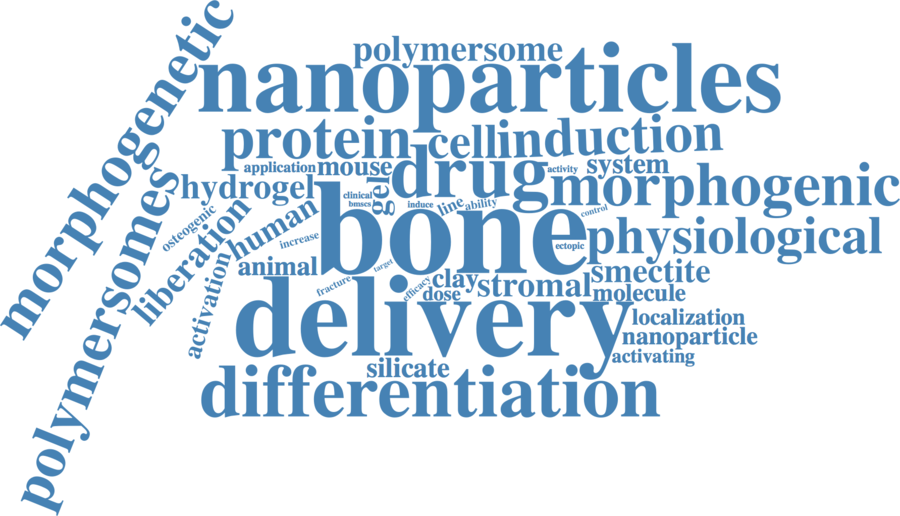 morphogenetic
polymersomes
polymersome
nanoparticles
protein
cell
induction
application
mouse
drug
activity
system
hydrogel
gel
clinical
bmscs
induce
line
ability
morphogenic
osteogenic
liberation
human
increase
bone
control
ectopic
physiological
activation
animal
fracture
target
efficacy
clay
dose
stromal
smectite
molecule
delivery
localization
nanoparticle
activating
silicate
differentiation